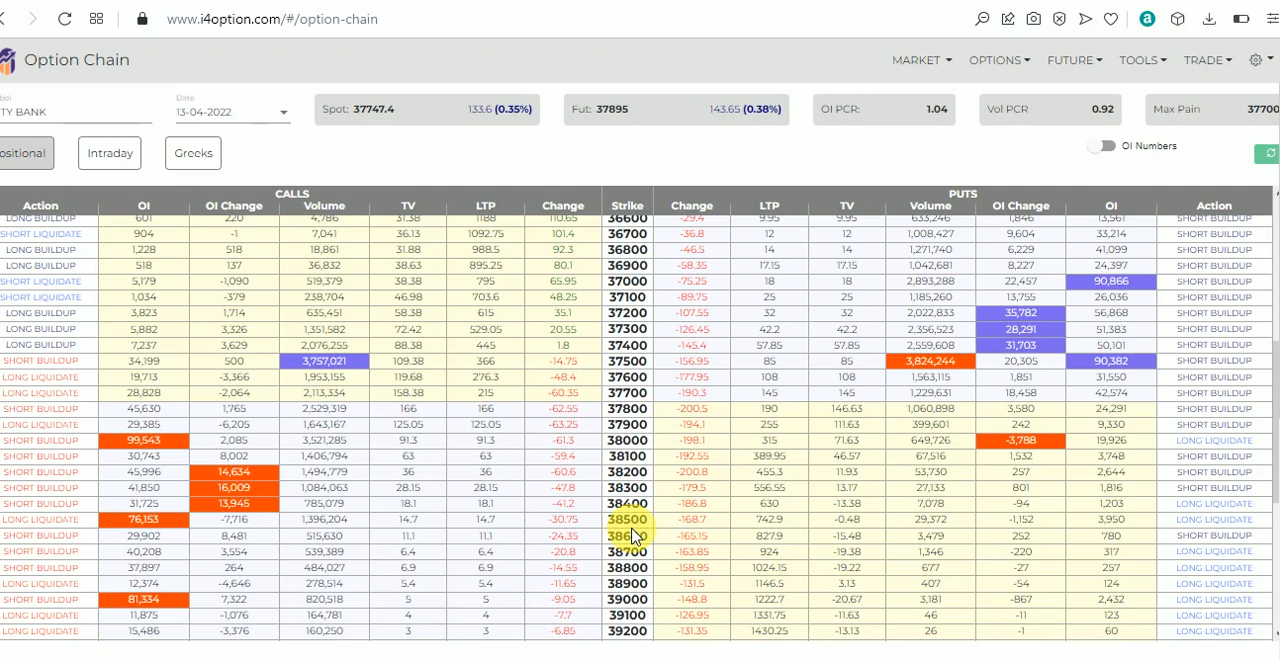 www.i4option.com/#/option-chain
a
Option Chain
MARKET OPTIONS FUTURE TOOLS TRADE
bol Date
TY BANK 13-04-2022 Spot: 37747.4 133.6 (0.35%) Fut: 37895 143.65 (0.38%) OI PCR: 1.04 Vol PCR 0.92 Max Pain 37700
ositional Intraday Greeks OI Numbers
CALLS PUTS
Action OI OI Change Volume TV LTP Change Strike Change LTP TV Volume OI Change OI Action
LONG BUILDUP 601 220 4,786 31.38 1188 110.65 36600 -29.4 9.95 9.95 633,246 1,846 13,561 SHORT BUILDUP
SHORT LIQUIDATE 904 -1 7,041 36.13 1092.75 101.4 36700 -36.8 12 12 1,008,427 9,604 33,214 SHORT BUILDUP
LONG BUILDUP 1,228 518 18,861 31.88 988.5 92.3 36800 -46.5 14 14 1,271,740 6,229 41,099 SHORT BUILDUP
LONG BUILDUP 518 137 36,832 38.63 895.25 80.1 36900 -58.35 17.15 17.15 1,042,681 8,227 24,397 SHORT BUILDUP
SHORT LIQUIDATE 5,179 -1,090 519,379 38.38 795 65.95 37000 -75.25 18 18 2,893,288 22,457 90,866 SHORT BUILDUP
SHORT LIQUIDATE 1,034 -379 238,704 46.98 703.6 48.25 37100 -89.75 25 25 1,185,260 13,755 26,036 SHORT BUILDUP
LONG BUILDUP 3,823 1,714 635,451 58.38 615 35.1 37200 -107.55 32 32 2,022,833 35,782 56,868 SHORT BUILDUP
LONG BUILDUP 5,882 3,326 1,351,582 72.42 529.05 20.55 37300 -126.45 42.2 42.2 2,356,523 28,291 51,383 SHORT BUILDUP
LONG BUILDUP 7,237 3,629 2,076,255 88.38 445 1.8 37400 -145.4 57.85 57.85 2,559,608 31,703 50,101 SHORT BUILDUP
SHORT BUILDUP 34,199 500 3,757,021 109.38 366 -14.75 37500 -156.95 85 85 3,824,244 20,305 90,382 SHORT BUILDUP
LONG LIQUIDATE 19,713 -3,366 1,953,155 119.68 276.3 -48.4 37600 -177.95 108 108 1,563,115 1,851 31,550 SHORT BUILDUP
LONG LIQUIDATE 28,828 -2,064 2,113,334 158.38 215 -60.35 37700 -190.3 145 145 1,229,631 18,458 42,574 SHORT BUILDUP
SHORT BUILDUP 45,630 1,765 2,529,319 166 166 -62.55 37800 -200.5 190 146.63 1,060,898 3,580 24,291 SHORT BUILDUP
LONG LIQUIDATE 29,385 -6,205 1,643,167 125.05 125.05 -63.25 37900 -194.1 255 111.63 399,601 242 9,330 SHORT BUILDUP
SHORT BUILDUP 99,543 2,085 3,521,285 91.3 91.3 -61.3 38000 -198.1 315 71.63 649,726 -3,788 19,926 LONG LIQUIDATE
SHORT BUILDUP 30,743 8,002 1,406,794 63 63 -59.4 38100 -192.55 389.95 46.57 67,516 1,532 3,748 SHORT BUILDUP
SHORT BUILDUP 45,996 14,634 1,494,779 36 36 -60.6 38200 -200.8 455.3 11.93 53,730 257 2,644 SHORT BUILDUP
SHORT BUILDUP 41,850 16,009 1,084,063 28.15 28.15 -47.8 38300 -179.5 556.55 13.17 27,133 801 1,816 SHORT BUILDUP
SHORT BUILDUP 31,725 13,945 785,079 18.1 18.1 -41.2 38400 -186.8 630 -13.38 7,078 -94 1,203 LONG LIQUIDATE
LONG LIQUIDATE 76,153 -7,716 1,396,204 14.7 14.7 -30.75 38500 -168.7 742.9 -0.48 29,372 -1,152 3,950 LONG LIQUIDATE
SHORT BUILDUP 29,902 8,481 515,630 11.1 11.1 -24.35 38600 -165.15 827.9 -15.48 3,479 252 780 SHORT BUILDUP
SHORT BUILDUP 40,208 3,554 539,389 6.4 6.4 -20.8 38700 -163.85 924 -19.38 1,346 -220 317 LONG LIQUIDATE
SHORT BUILDUP 37,897 264 484,027 6.9 6.9 -14.55 38800 -158.95 1024.15 -19.22 677 -27 257 LONG LIQUIDATE
LONG LIQUIDATE 12,374 -4,646 278,514 5.4 5.4 -11.65 38900 -131.5 1146.5 3.13 407 -54 124 LONG LIQUIDATE
SHORT BUILDUP 81,334 7,322 820,518 5 5 -9.05 39000 -148.8 1222.7 -20.67 3,181 -867 2,432 LONG LIQUIDATE
LONG LIQUIDATE 11,875 -1,076 164,781 4 4 -7.7 39100 -126.95 1331.75 -11.63 46 -11 123 LONG LIQUIDATE
LONG LIQUIDATE 15,486 -3,376 160,250 3 3 -6.85 39200 -131.35 1430.25 -13.13 26 -1 60 LONG LIQUIDATE